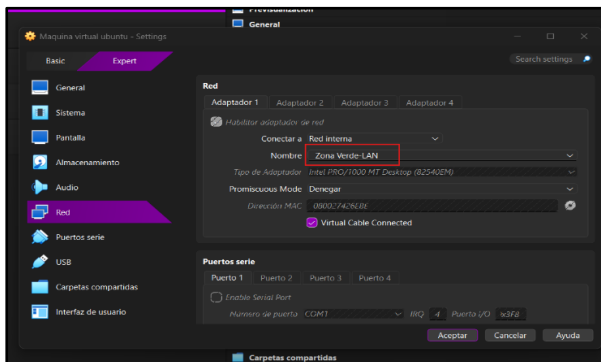 Previsualización
General
Maquina virtual ubuntu - Settings
Basic
Expert
Search settings
General
Sistema
Pantalla
Almacenamiento
Audio
Red
Puertos serie
USB
Carpetas compartidas
Interfaz de usuario
Red
Adaptador 1 Adaptador 2 Adaptador 3 Adaptador 4
Habilitar adaptador de red
Conectar a Red interna
Nombre Zona Verde-LAN
Tipo de Adaptador Intel PRO/1000 MT Desktop (82540EM)
Promiscuous Mode Denegar
Dirección MAC 080027426E8E
Virtual Cable Connected
Puertos serie
Puerto 1 Puerto 2 Puerto 3 Puerto 4
Enable Serial Port
Número de puerto COM1 IRQ 4 Puerto I/O 0x3F8
Aceptar Cancelar Ayuda
Carpetas compartidas